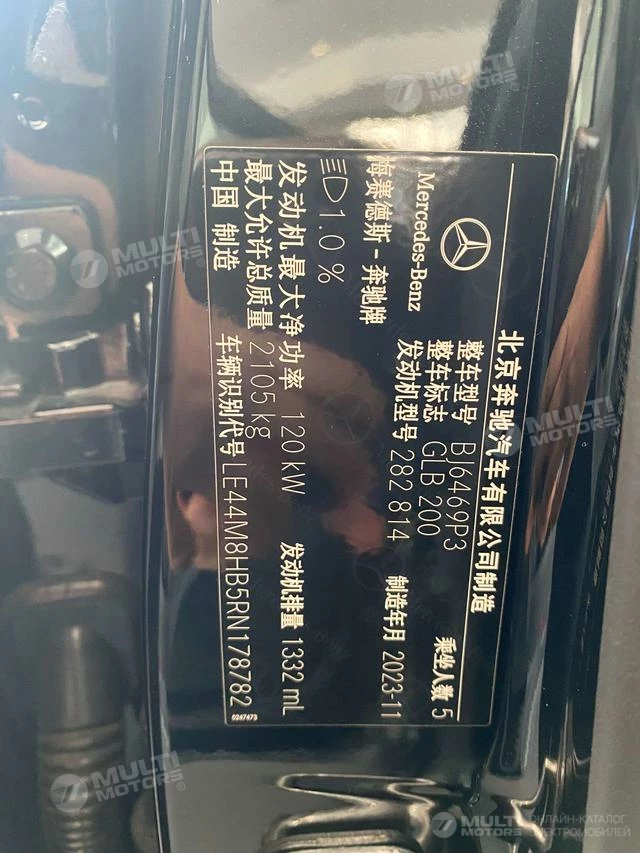 北京奔驰汽车有限公司制造
Mercedes-Benz
梅赛德斯-奔驰牌
整车型号 BJ6469P3
整车标志 GLB 200
乘坐人数 5
发动机型号 282 814
制造年月 2023-11
1.0 %
发动机最大净功率 120 kW
发动机排量 1332 mL
最大允许总质量 2105 kg
中国 制造
车辆识别代号 LE44M8HB5RN178782
0247473
MULTI MOTORS®
MULTI MOTORS®
MULTI MOTORS®
MULTI MOTORS®
MULTI MOTORS®
ОНЛАЙН-КАТАЛОГ
ЭЛЕКТРОМОБИЛЕЙ